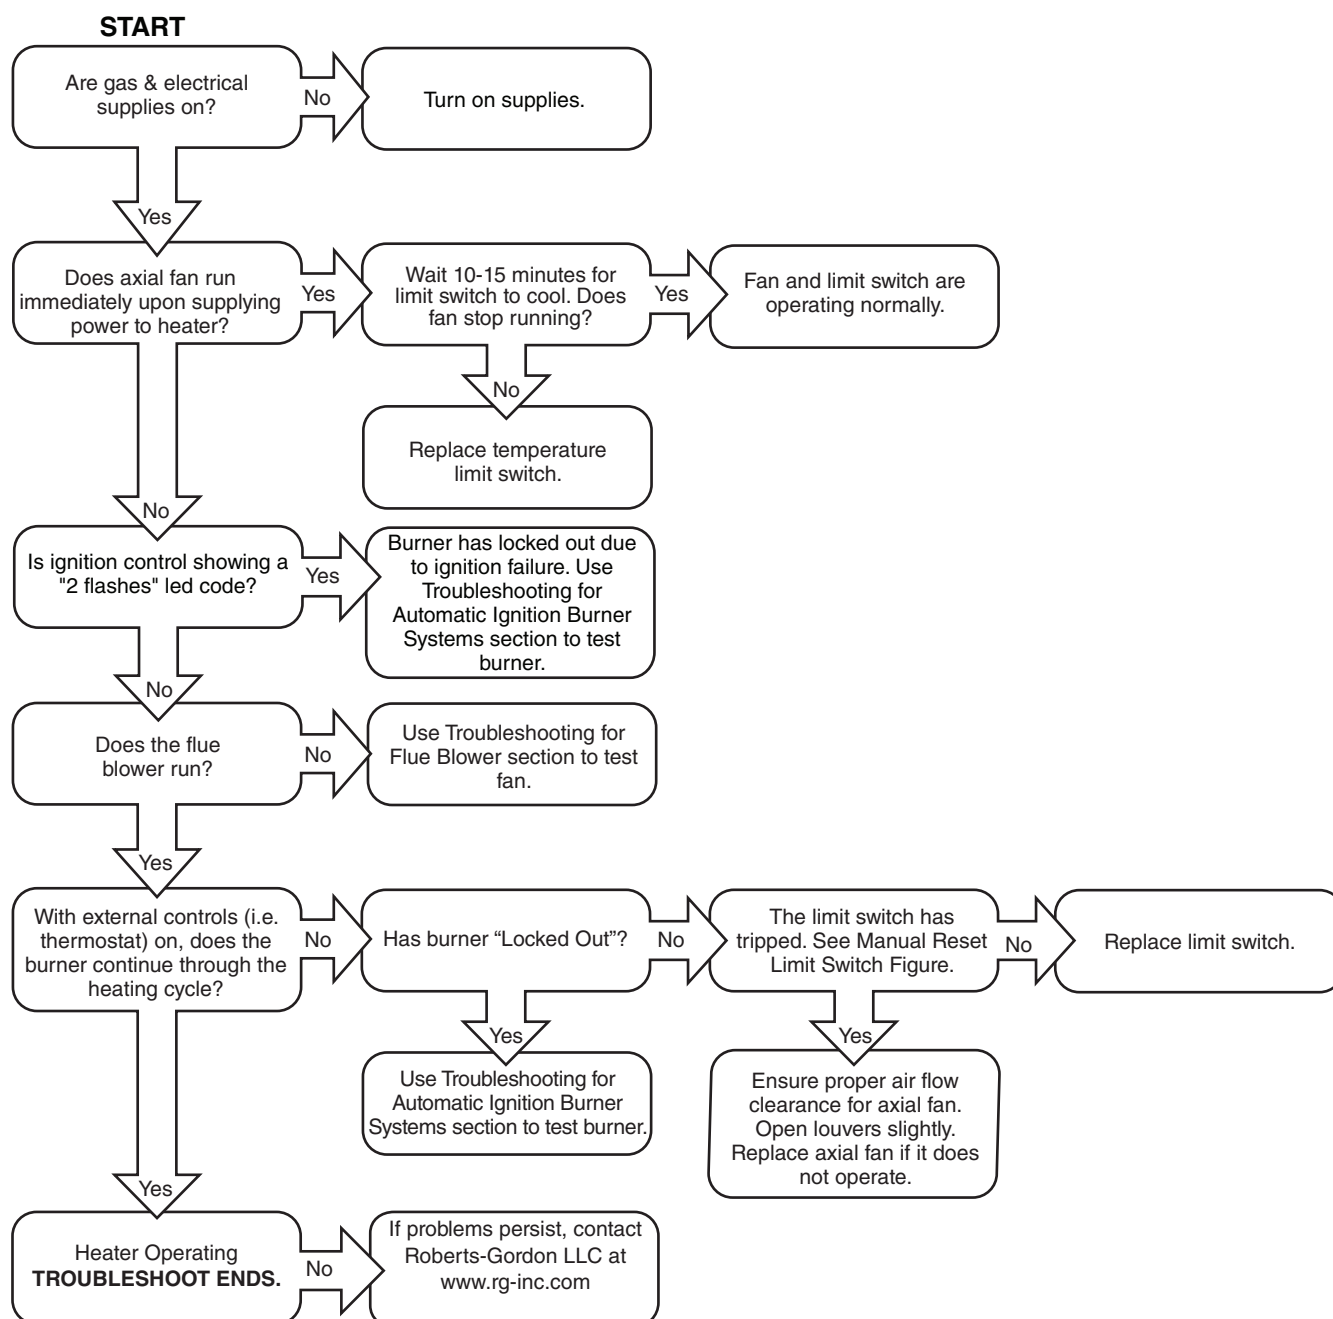 START
Are gas & electrical
supplies on?
No
Turn on supplies.
Yes
Does axial fan run
immediately upon supplying
power to heater?
Yes
Wait 10-15 minutes for
limit switch to cool. Does
fan stop running?
Yes
Fan and limit switch are
operating normally.
No
Replace temperature
limit switch.
No
Is ignition control showing a
"2 flashes" led code?
Yes
Burner has locked out due
to ignition failure. Use
Troubleshooting for
Automatic Ignition Burner
Systems section to test
burner.
No
Does the flue
blower run?
No
Use Troubleshooting for
Flue Blower section to test
fan.
Yes
With external controls (i.e.
thermostat) on, does the
burner continue through the
heating cycle?
No
Has burner “Locked Out”?
No
The limit switch has
tripped. See Manual Reset
Limit Switch Figure.
No
Replace limit switch.
Yes
Use Troubleshooting for
Automatic Ignition Burner
Systems section to test burner.
Yes
Ensure proper air flow
clearance for axial fan.
Open louvers slightly.
Replace axial fan if it does
not operate.
Yes
Heater Operating
TROUBLESHOOT ENDS.
No
If problems persist, contact
Roberts-Gordon LLC at
www.rg-inc.com